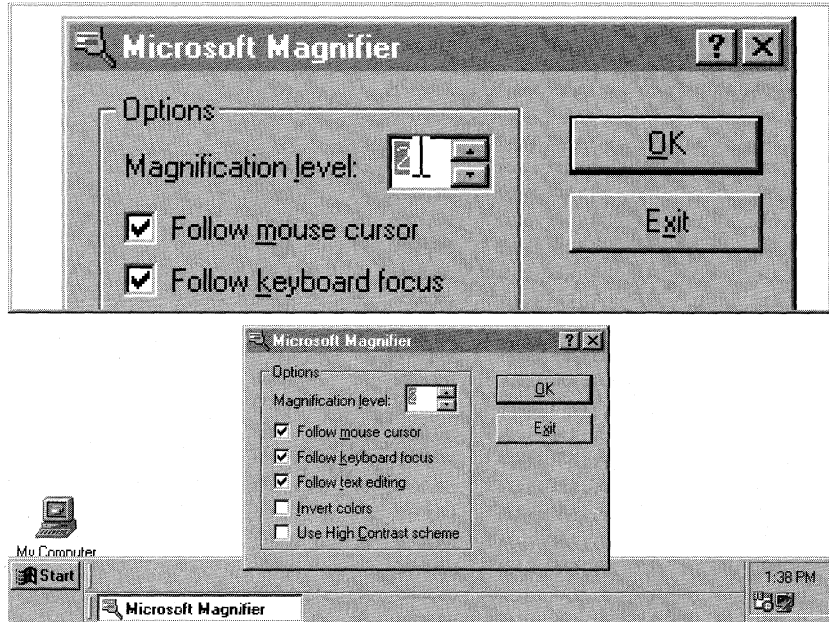 Microsoft Magnifier
Options
Magnification level: 2
Follow mouse cursor
Follow keyboard focus
OK
Exit
Microsoft Magnifier
Options
Magnification level: 2
Follow mouse cursor
Follow keyboard focus
Follow text editing
Invert colors
Use High Contrast scheme
OK
Exit
My Computer
Start
1:38 PM
Microsoft Magnifier